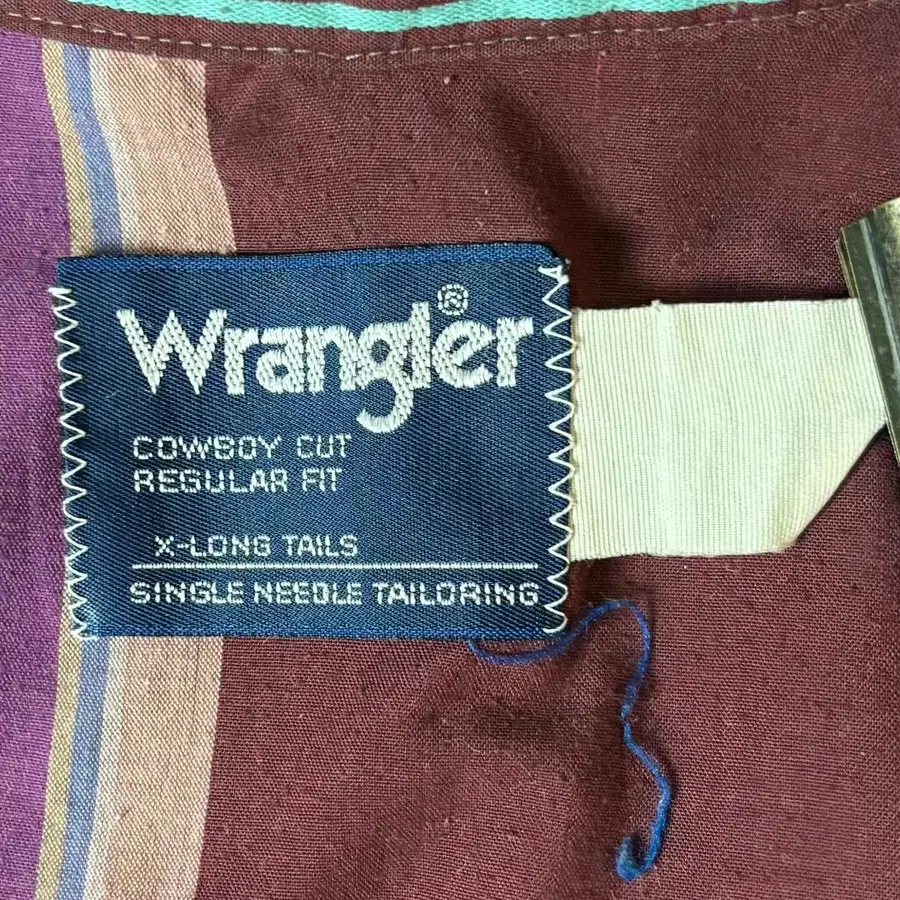 Wrangler®
COWBOY CUT
REGULAR FIT
X-LONG TAILS
SINGLE NEEDLE TAILORING